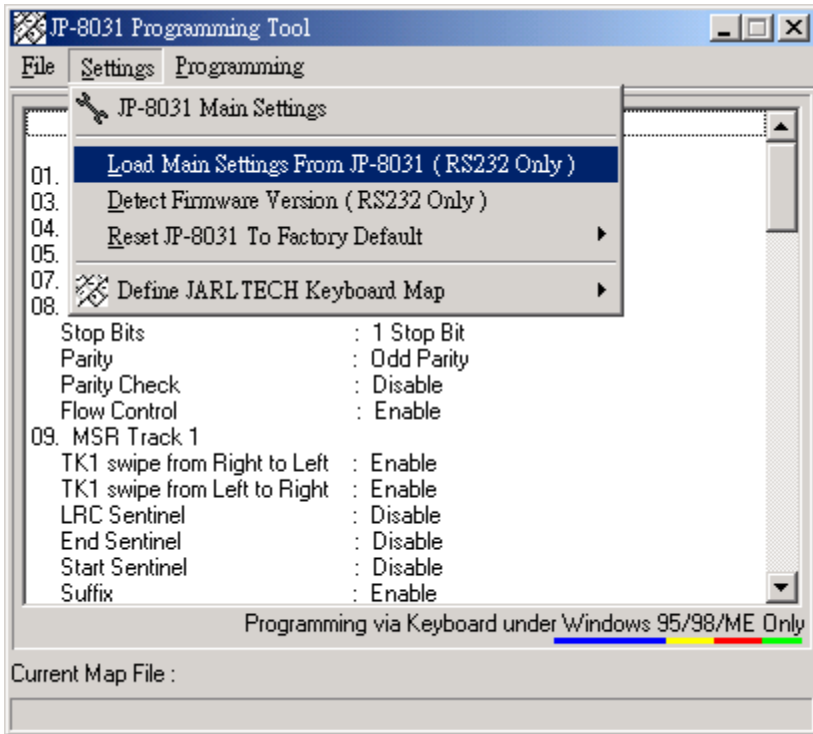 JP-8031 Programming Tool
File Settings Programming
JP-8031 Main Settings
Load Main Settings From JP-8031 ( RS232 Only )
Detect Firmware Version ( RS232 Only )
Reset JP-8031 To Factory Default
Define JARLTECH Keyboard Map
01.
03.
04.
05.
07.
08.
Stop Bits : 1 Stop Bit
Parity : Odd Parity
Parity Check : Disable
Flow Control : Enable
09. MSR Track 1
TK1 swipe from Right to Left : Enable
TK1 swipe from Left to Right : Enable
LRC Sentinel : Disable
End Sentinel : Disable
Start Sentinel : Disable
Suffix : Enable
Programming via Keyboard under Windows 95/98/ME Only
Current Map File :